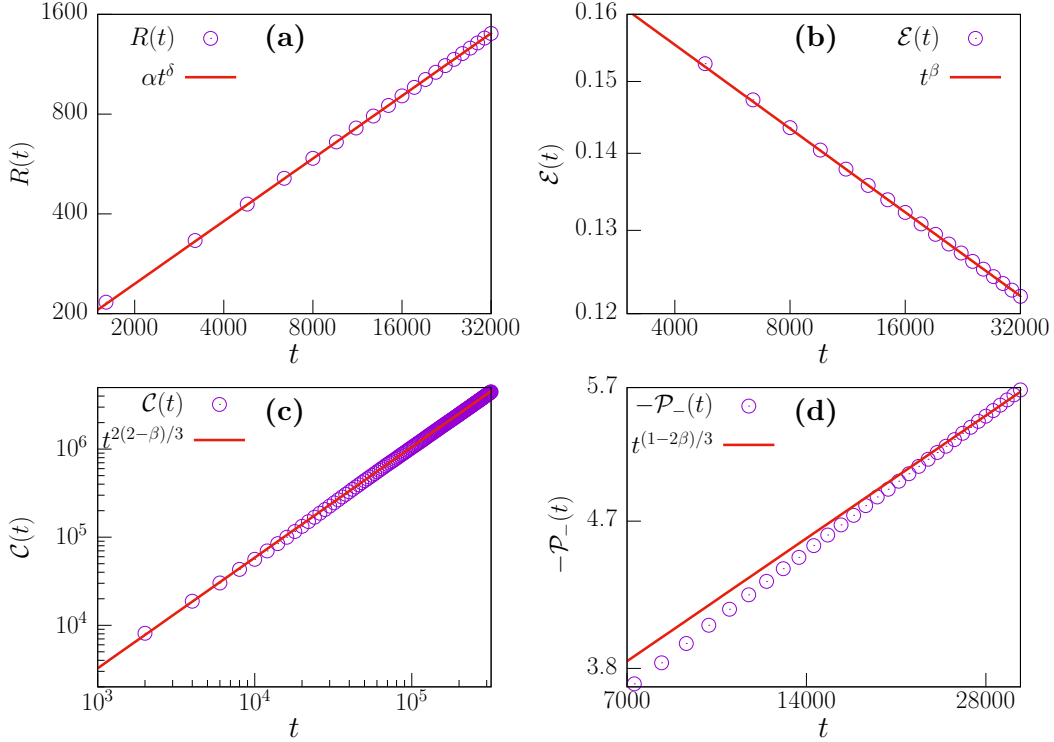 1600
800
400
200
R(t)
R(t)
αt^δ
(a)
2000 4000 8000 16000 32000
t
0.16
0.15
0.14
0.13
0.12
ℰ(t)
(b)
ℰ(t)
t^β
4000 8000 16000 32000
t
10^6
10^5
10^4
𝒞(t)
𝒞(t)
t^{2(2−β)/3}
(c)
10^3 10^4 10^5
t
5.7
4.7
3.8
−𝒫_−(t)
−𝒫_−(t)
t^{(1−2β)/3}
(d)
7000 14000 28000
t